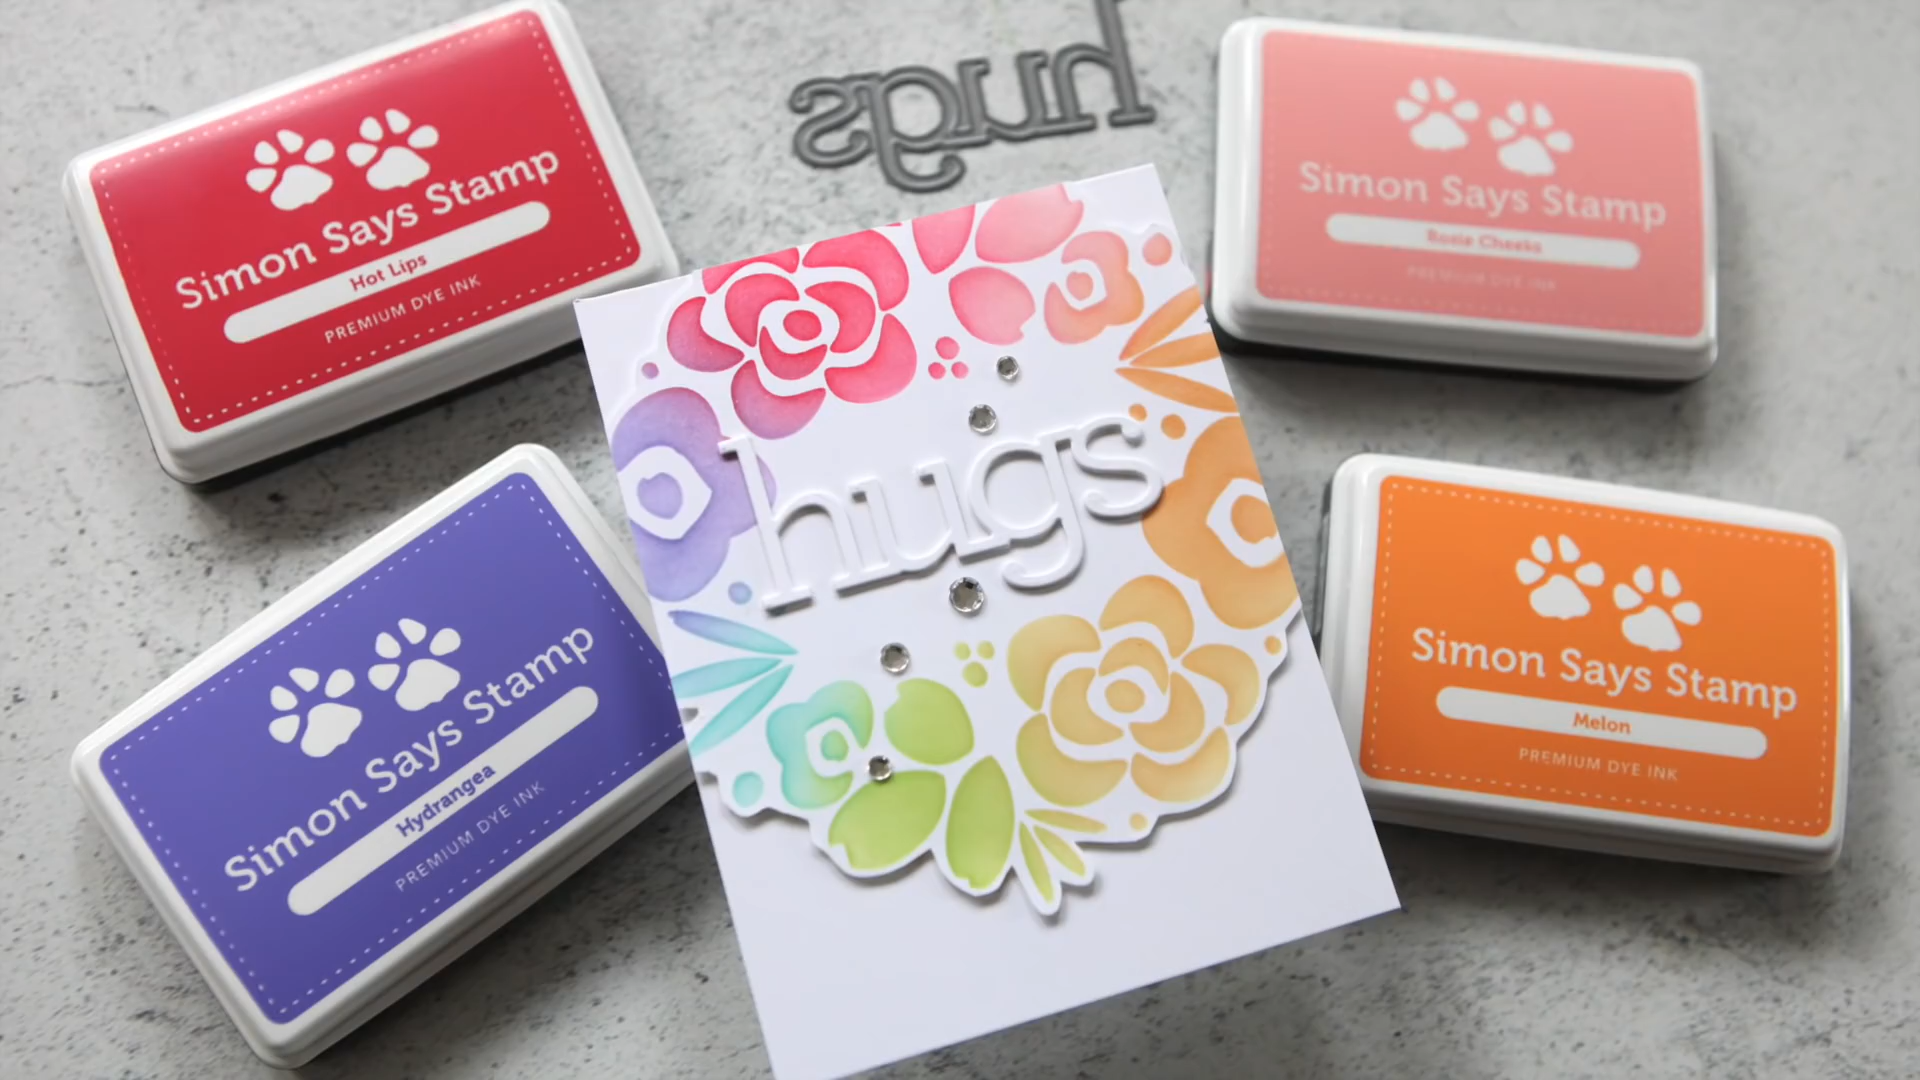 Simon Says Stamp
Hot Lips
PREMIUM DYE INK
hugs
Simon Says Stamp
Rosie Cheeks
PREMIUM DYE INK
hugs
Simon Says Stamp
Hydrangea
PREMIUM DYE INK
Simon Says Stamp
Melon
PREMIUM DYE INK